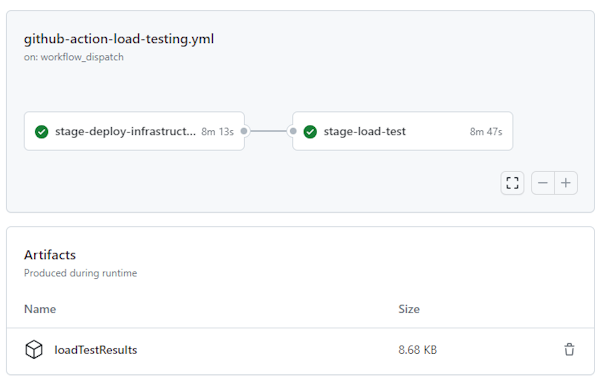 github-action-load-testing.yml
on: workflow_dispatch
stage-deploy-infrastruct... 8m 13s
stage-load-test 8m 47s
Artifacts
Produced during runtime
Name Size
loadTestResults 8.68 KB